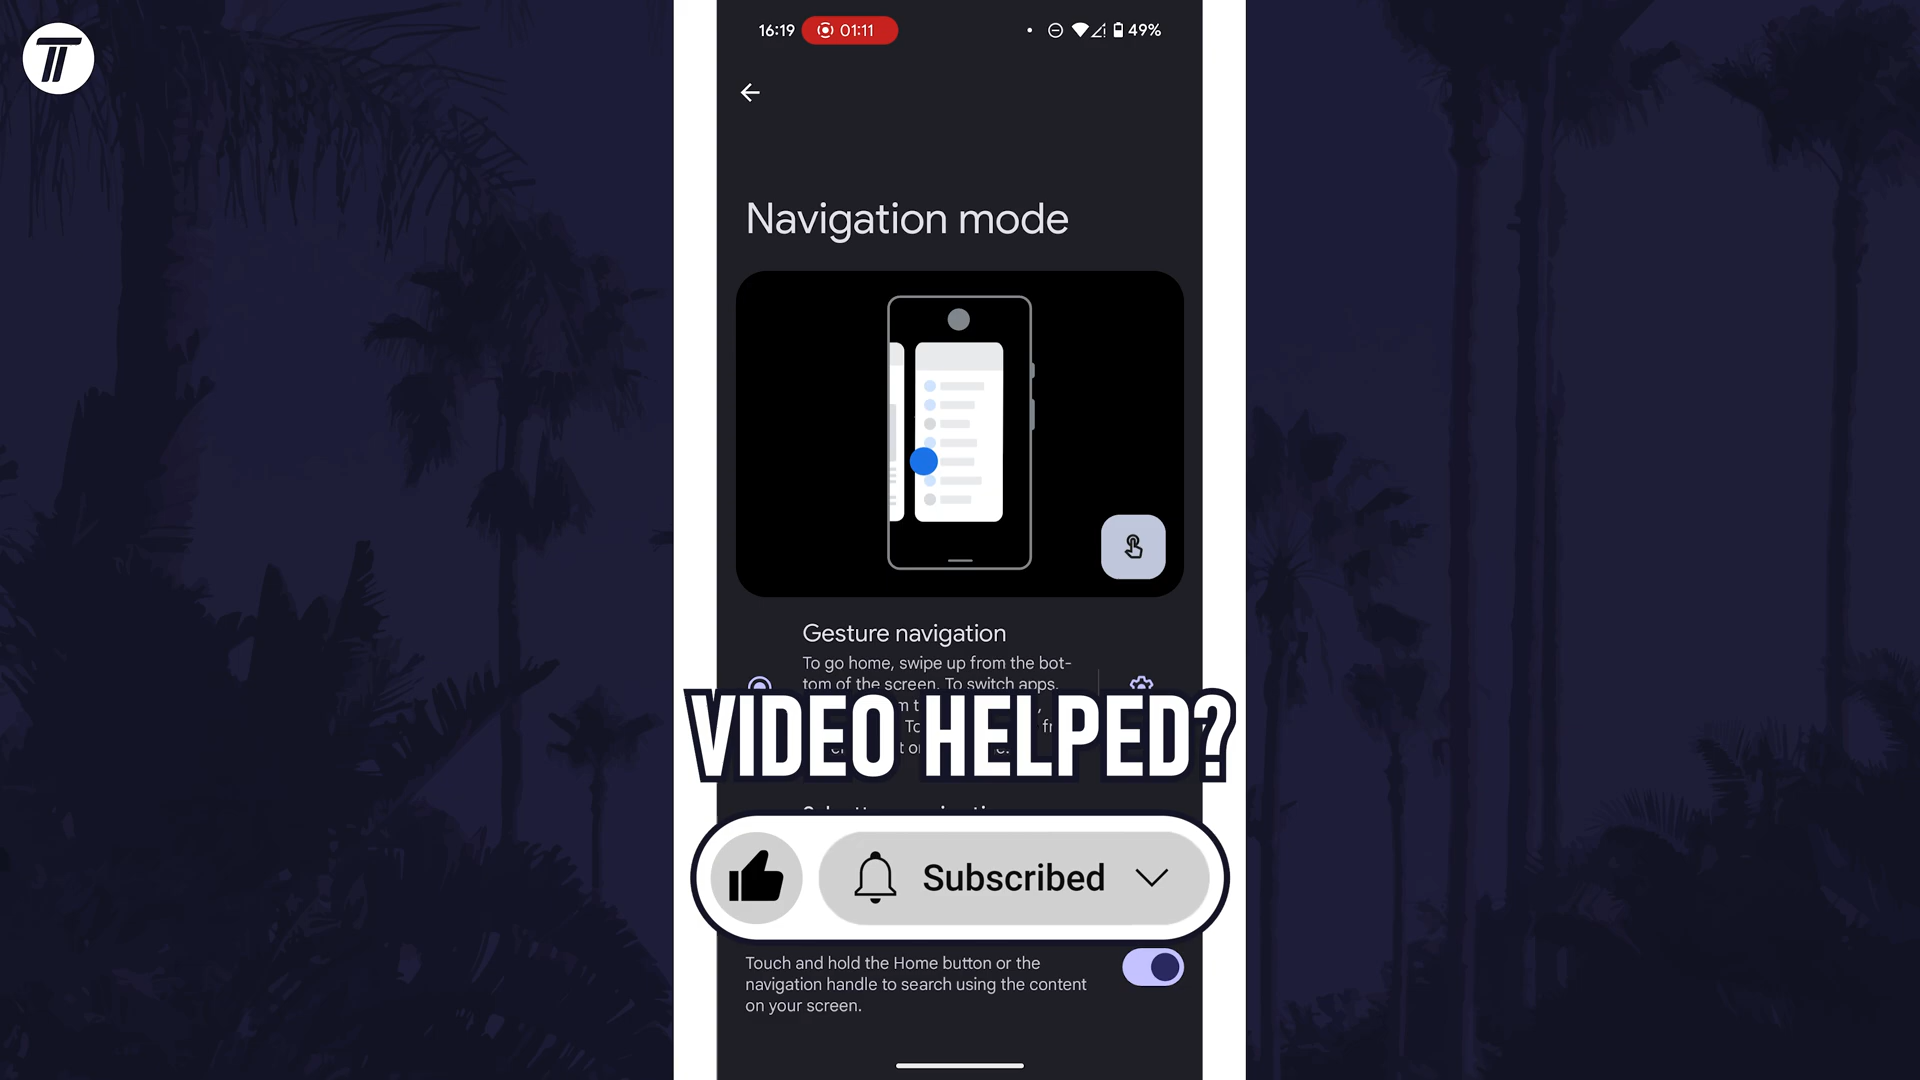 16:19 01:11 49%
Navigation mode
Gesture navigation
To go home, swipe up from the bot-
tom of the screen. To switch apps,
VIDEO HELPED?
Subscribed
Touch and hold the Home button or the
navigation handle to search using the content
on your screen.